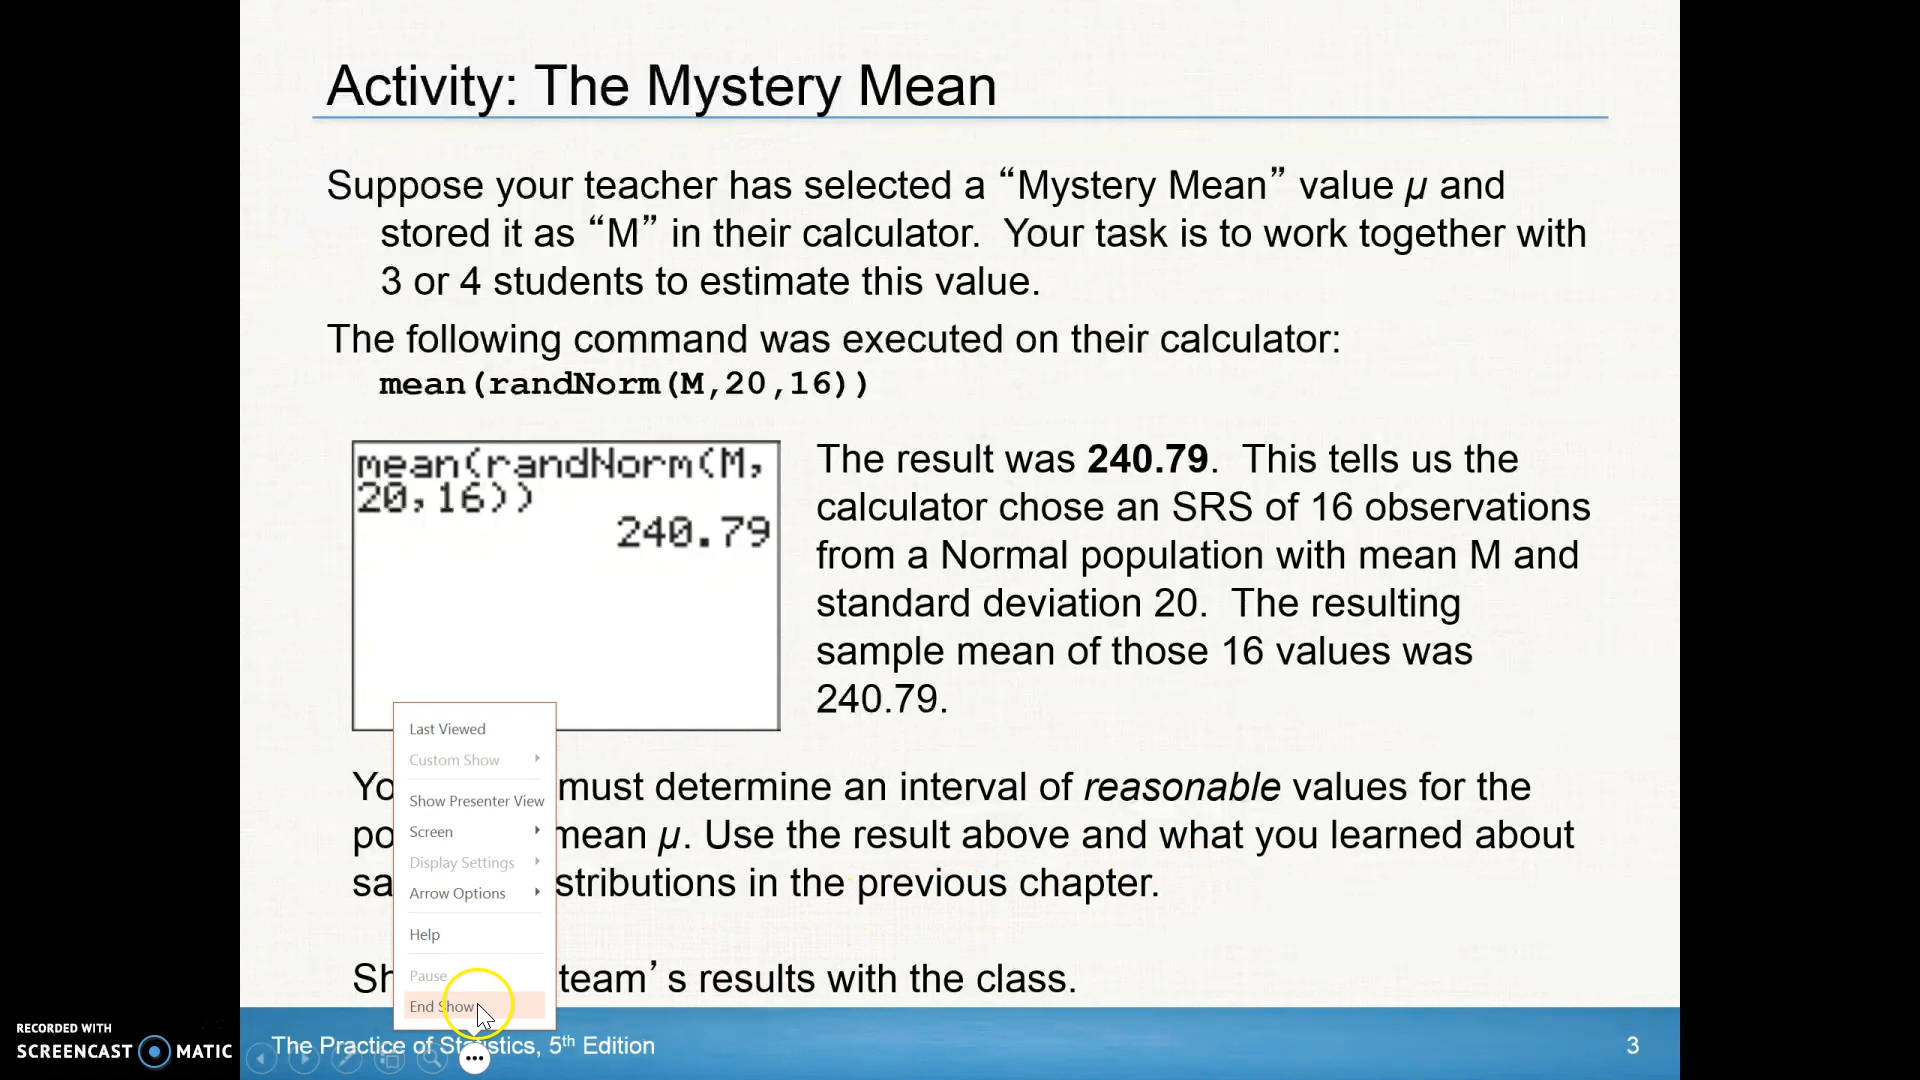 Activity: The Mystery Mean
Suppose your teacher has selected a “Mystery Mean” value µ and
stored it as “M” in their calculator. Your task is to work together with
3 or 4 students to estimate this value.
The following command was executed on their calculator:
mean(randNorm(M,20,16))
mean(randNorm(M,
20,16))
240.79
The result was 240.79. This tells us the
calculator chose an SRS of 16 observations
from a Normal population with mean M and
standard deviation 20. The resulting
sample mean of those 16 values was
240.79.
Last Viewed
Custom Show
Show Presenter View
Screen
Display Settings
Arrow Options
Help
Pause
End Show
must determine an interval of reasonable values for the
mean µ. Use the result above and what you learned about
in the previous chapter.
team’s results with the class.
RECORDED WITH
SCREENCAST MATIC
The Practice of Statistics, 5th Edition
3